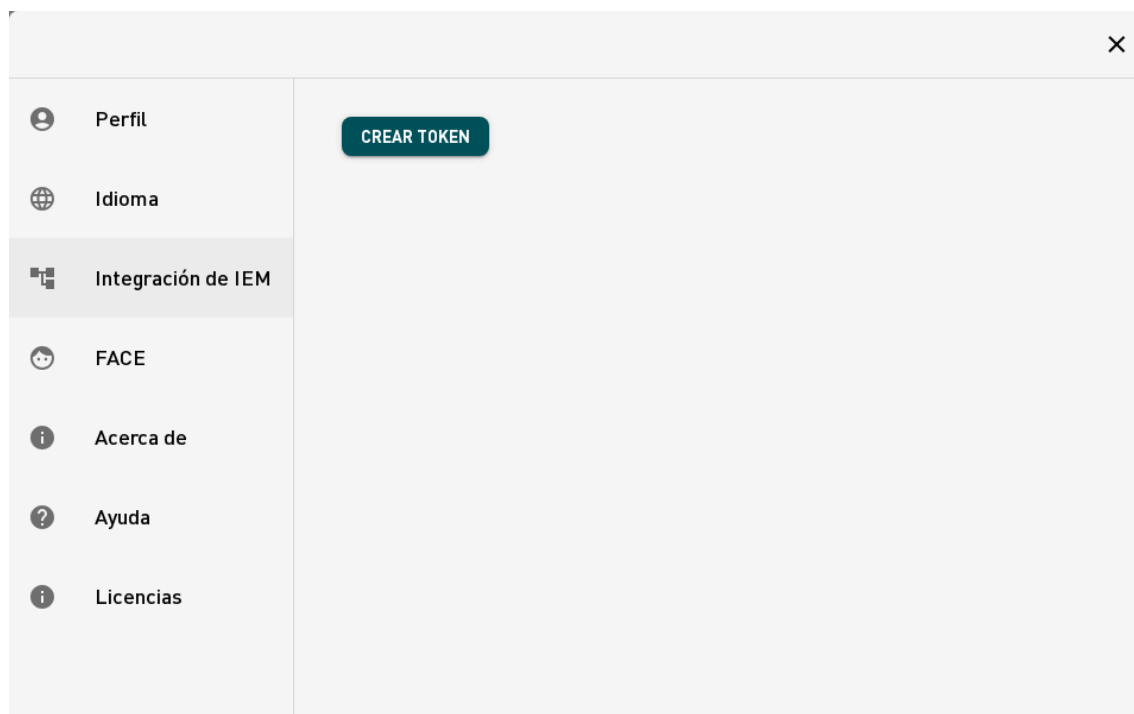 Perfil
CREAR TOKEN
Idioma
Integración de IEM
FACE
Acerca de
Ayuda
Licencias